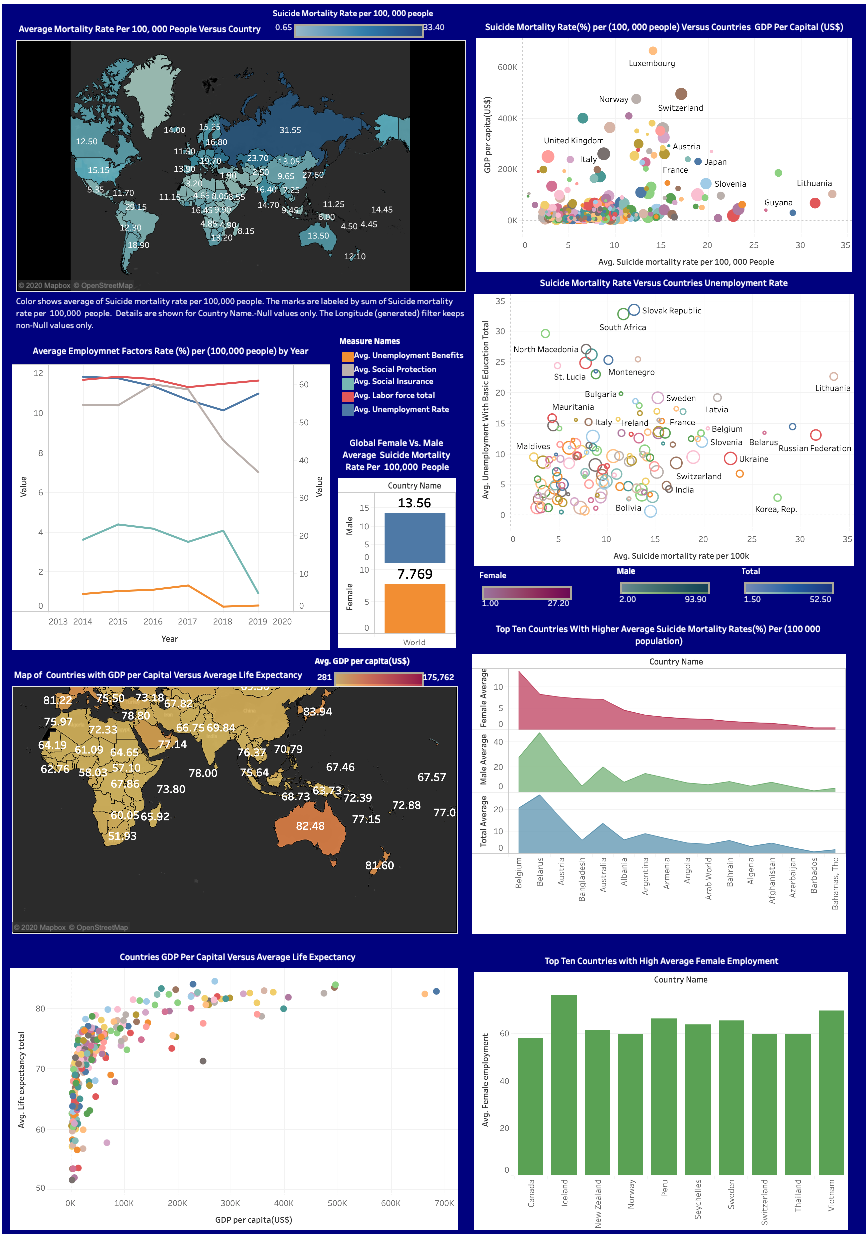 Suicide Mortality Rate per 100, 000 people
Average Mortality Rate Per 100, 000 People Versus Country
0.65
33.40
14.00
15.25
31.55
12.50
16.80
11.50
23.70
13.05
15.15
13.90
19.70
27.60
9.65
11.70
11.15
16.40
7.25
25.15
14.70
9.45
11.25
14.45
12.30
8.15
4.50
4.45
18.90
13.20
13.50
12.10
© 2020 Mapbox © OpenStreetMap
Color shows average of Suicide mortality rate per 100,000 people. The marks are labeled by sum of Suicide mortality
rate per 100,000 people. Details are shown for Country Name.-Null values only. The Longitude (generated) filter keeps
non-Null values only.
Suicide Mortality Rate(%) per (100,000 people) Versus Countries GDP Per Capital (US$)
GDP per capital(US$)
600K
400K
200K
0K
Luxembourg
Norway
Switzerland
United Kingdom
Italy
Austria
Japan
France
Slovenia
Lithuania
Guyana
0
5
10
15
20
25
30
35
Avg. Suicide mortality rate per 100,000 People
Average Employmnet Factors Rate (%) per (100,000 people) by Year
Value
12
10
8
6
4
2
0
60
50
40
30
20
10
0
Value
2013 2014 2015 2016 2017 2018 2019 2020
Year
Measure Names
Avg. Unemployment Benefits
Avg. Social Protection
Avg. Social Insurance
Avg. Labor force total
Avg. Unemployment Rate
Global Female Vs. Male
Average Suicide Mortality
Rate Per 100,000 People
Country Name
13.56
Male
15
10
5
0
7.769
Female
10
5
0
World
Suicide Mortality Rate Versus Countries Unemployment Rate
Avg. Unemployment With Basic Education Total
35
30
25
20
15
10
5
0
Slovak Republic
South Africa
North Macedonia
Montenegro
St. Lucia
Lithuania
Bulgaria
Sweden
Latvia
Mauritania
Italy
Ireland
France
Belgium
Maldives
Slovenia
Belarus
Russian Federation
Ukraine
Switzerland
India
Bolivia
Korea, Rep.
0
5
10
15
20
25
30
35
Avg. Suicide mortality rate per 100k
Female
1.00
27.20
Male
2.00
93.90
Total
1.50
52.50
Avg. GDP per capita(US$)
Map of Countries with GDP per Capital Versus Average Life Expectancy
281
175,762
81.22
75.50
73.18
67.82
83.94
75.97
78.80
72.33
66.75
69.84
64.19
61.09
64.65
77.14
76.37
70.79
62.76
58.03
57.10
78.00
75.64
67.46
67.57
67.86
73.80
68.73
63.73
72.39
72.88
60.05
65.92
77.15
77.0
51.93
82.48
81.60
© 2020 Mapbox © OpenStreetMap
Top Ten Countries With Higher Average Suicide Mortality Rates(%) Per (100 000
population)
Country Name
Female Average
10
5
0
Male Average
40
20
0
Total Average
20
10
0
Belgium
Belarus
Austria
Bangladesh
Australia
Albania
Argentina
Armenia
Angola
Arab World
Bahrain
Algeria
Afghanistan
Azerbaijan
Barbados
Bahamas, The
Countries GDP Per Capital Versus Average Life Expectancy
Avg. Life expectancy total
80
70
60
50
0K
100K
200K
300K
400K
500K
600K
700K
GDP per capita(US$)
Top Ten Countries with High Average Female Employment
Country Name
Avg. Female employment
60
40
20
0
Canada
Iceland
New Zealand
Norway
Peru
Seychelles
Sweden
Switzerland
Thailand
Vietnam